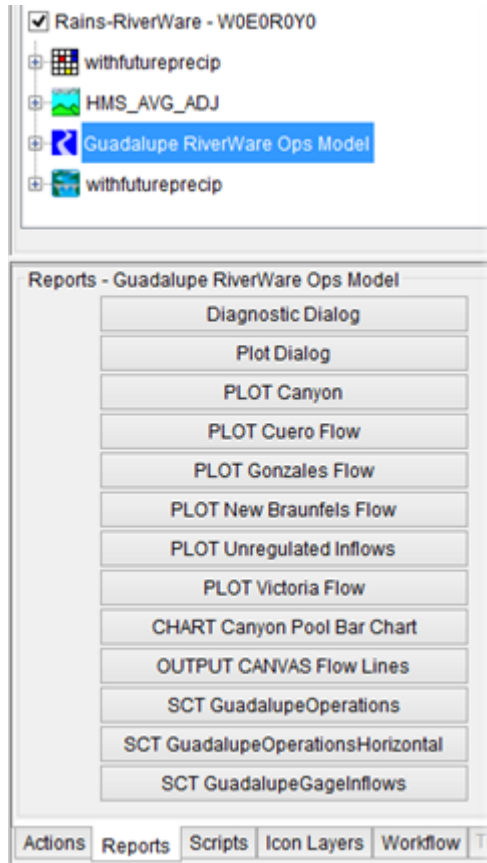 Rains-RiverWare - W0E0R0Y0
withfutureprecip
HMS_AVG_ADJ
Guadalupe RiverWare Ops Model
withfutureprecip
Reports - Guadalupe RiverWare Ops Model
Diagnostic Dialog
Plot Dialog
PLOT Canyon
PLOT Cuero Flow
PLOT Gonzales Flow
PLOT New Braunfels Flow
PLOT Unregulated Inflows
PLOT Victoria Flow
CHART Canyon Pool Bar Chart
OUTPUT CANVAS Flow Lines
SCT GuadalupeOperations
SCT GuadalupeOperationsHorizontal
SCT GuadalupeGageInflows
Actions Reports Scripts Icon Layers Workflow